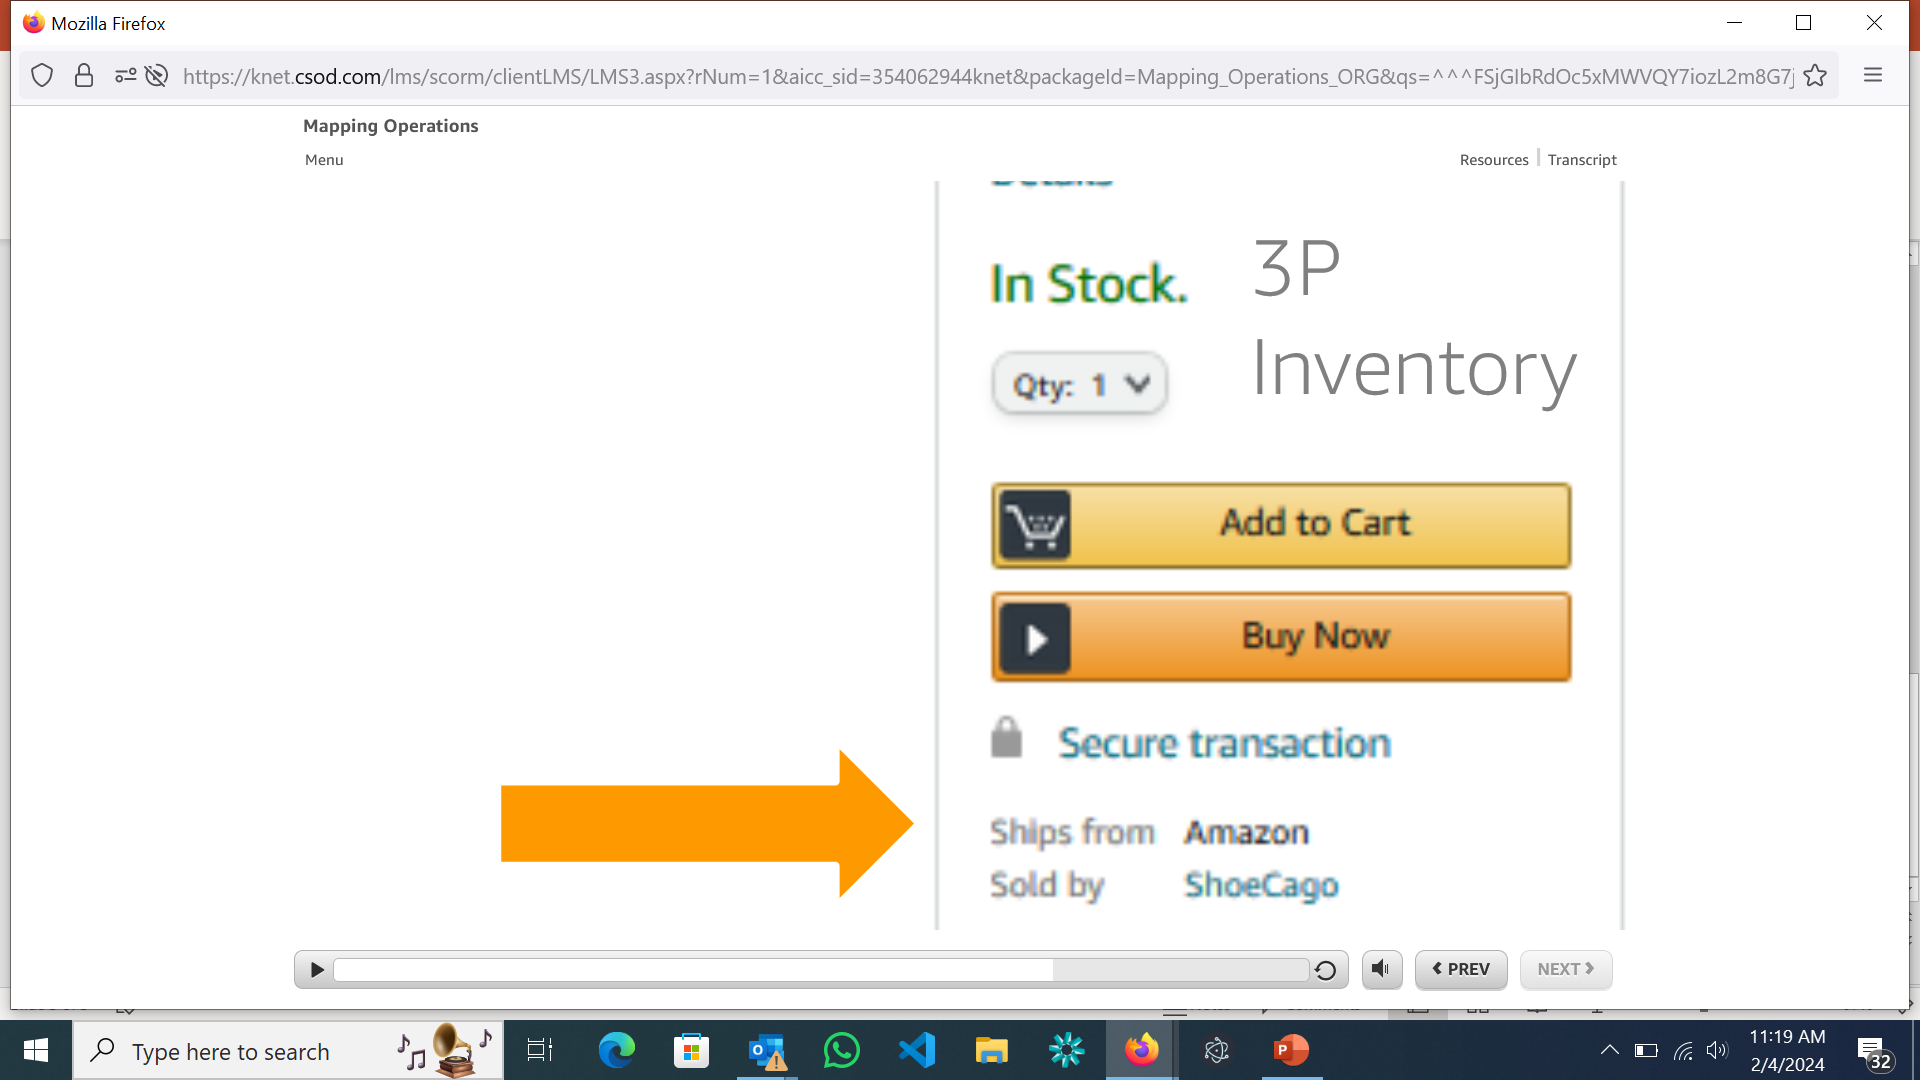 Mozilla Firefox
https://knet.csod.com/lms/scorm/clientLMS/LMS3.aspx?rNum=1&aicc_sid=354062944knet&packageId=Mapping_Operations_ORG&qs=^^^FSjGIbRdOc5xMWVQY7iozL2m8G7j
Mapping Operations
Menu
Resources
Transcript
Details
3P
Inventory
In Stock.
Qty: 1
Add to Cart
Buy Now
Secure transaction
Ships from Amazon
Sold by ShoeCago
PREV
NEXT
Type here to search
11:19 AM
2/4/2024
32